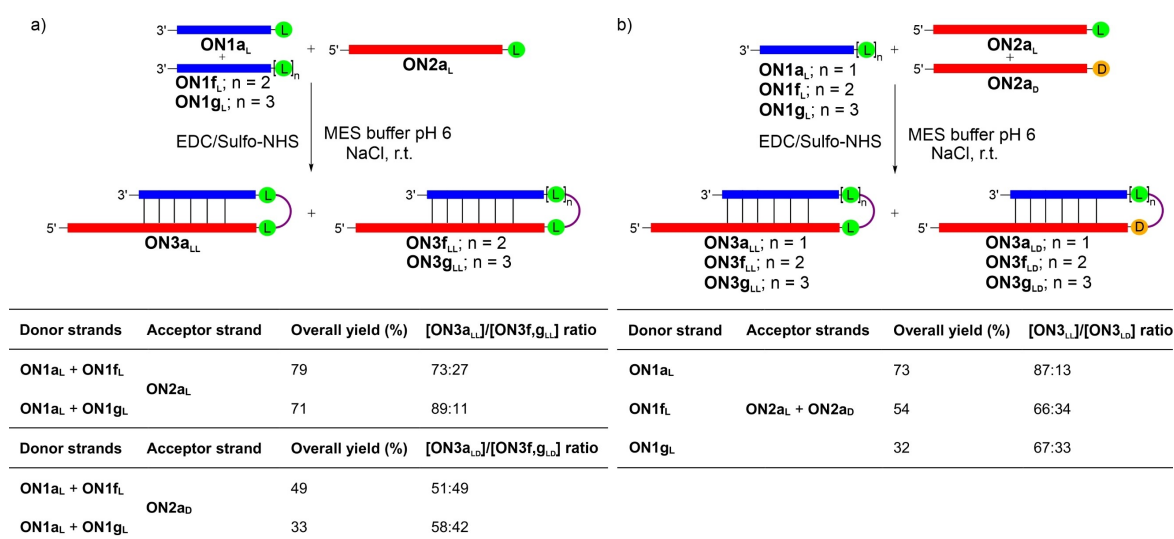 a)
3'
L
ON1aL
+
+
5'
L
ON2aL
3'
[L]n
ON1fL; n = 2
ON1gL; n = 3
EDC/Sulfo-NHS
MES buffer pH 6
NaCl, r.t.
3'
L
5'
L
ON3aLL
+
3'
[L]n
5'
L
ON3fLL; n = 2
ON3gLL; n = 3
Donor strands Acceptor strand Overall yield (%) [ON3aLL]/[ON3f,gLL] ratio
ON1aL + ON1fL 79 73:27
ON2aL
ON1aL + ON1gL 71 89:11
Donor strands Acceptor strand Overall yield (%) [ON3aLD]/[ON3f,gLD] ratio
ON1aL + ON1fL 49 51:49
ON2aD
ON1aL + ON1gL 33 58:42
b)
3'
[L]n
ON1aL; n = 1
ON1fL; n = 2
ON1gL; n = 3
+
5'
L
ON2aL
+
5'
D
ON2aD
EDC/Sulfo-NHS
MES buffer pH 6
NaCl, r.t.
3'
[L]n
5'
L
ON3aLL; n = 1
ON3fLL; n = 2
ON3gLL; n = 3
+
3'
[L]n
5'
D
ON3aLD; n = 1
ON3fLD; n = 2
ON3gLD; n = 3
Donor strand Acceptor strands Overall yield (%) [ON3LL]/[ON3LD] ratio
ON1aL 73 87:13
ON1fL ON2aL + ON2aD 54 66:34
ON1gL 32 67:33